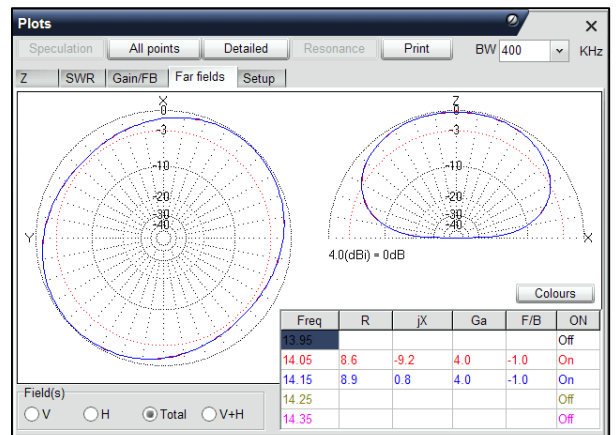 Plots
Speculation All points Detailed Resonance Print BW 400 KHz
Z SWR Gain/FB Far fields Setup
X
0
-3
-10
-20
-30
-40
Y
Z
0
-3
-10
-20
-30
-40
X
4.0(dBi) = 0dB
Colours
Freq R jX Ga F/B ON
13.95 Off
14.05 8.6 -9.2 4.0 -1.0 On
14.15 8.9 0.8 4.0 -1.0 On
14.25 Off
14.35 Off
Field(s)
V H Total V+H